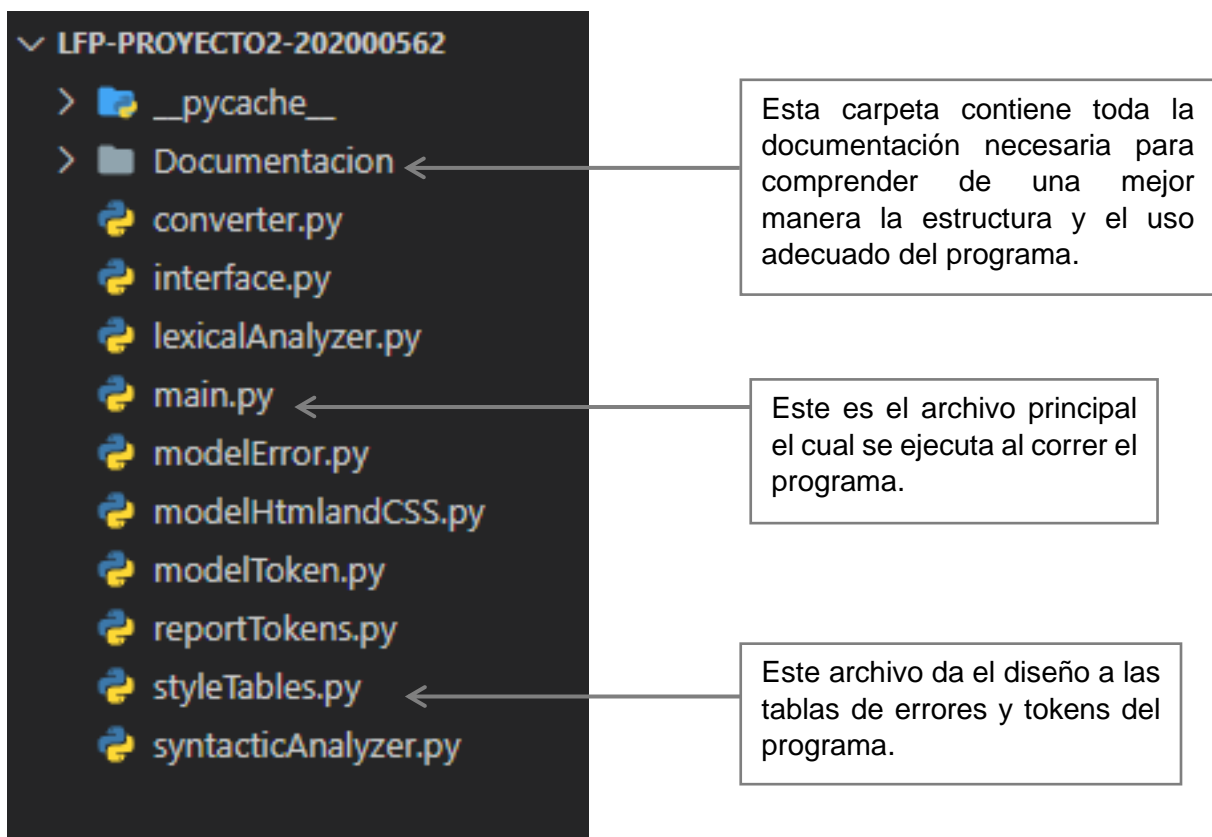 LFP-PROYECTO2-202000562
__pycache__
Documentacion
converter.py
interface.py
lexicalAnalyzer.py
main.py
modelError.py
modelHtmlandCSS.py
modelToken.py
reportTokens.py
styleTables.py
syntacticAnalyzer.py
Esta carpeta contiene toda la
documentación necesaria para
comprender de una mejor
manera la estructura y el uso
adecuado del programa.
Este es el archivo principal
el cual se ejecuta al correr el
programa.
Este archivo da el diseño a las
tablas de errores y tokens del
programa.